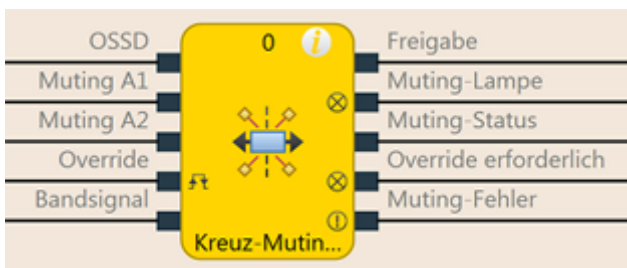 OSSD 0 i Freigabe
Muting A1 Muting-Lampe
Muting A2 Muting-Status
Override Override erforderlich
Bandsignal Muting-Fehler
Kreuz-Mutin...